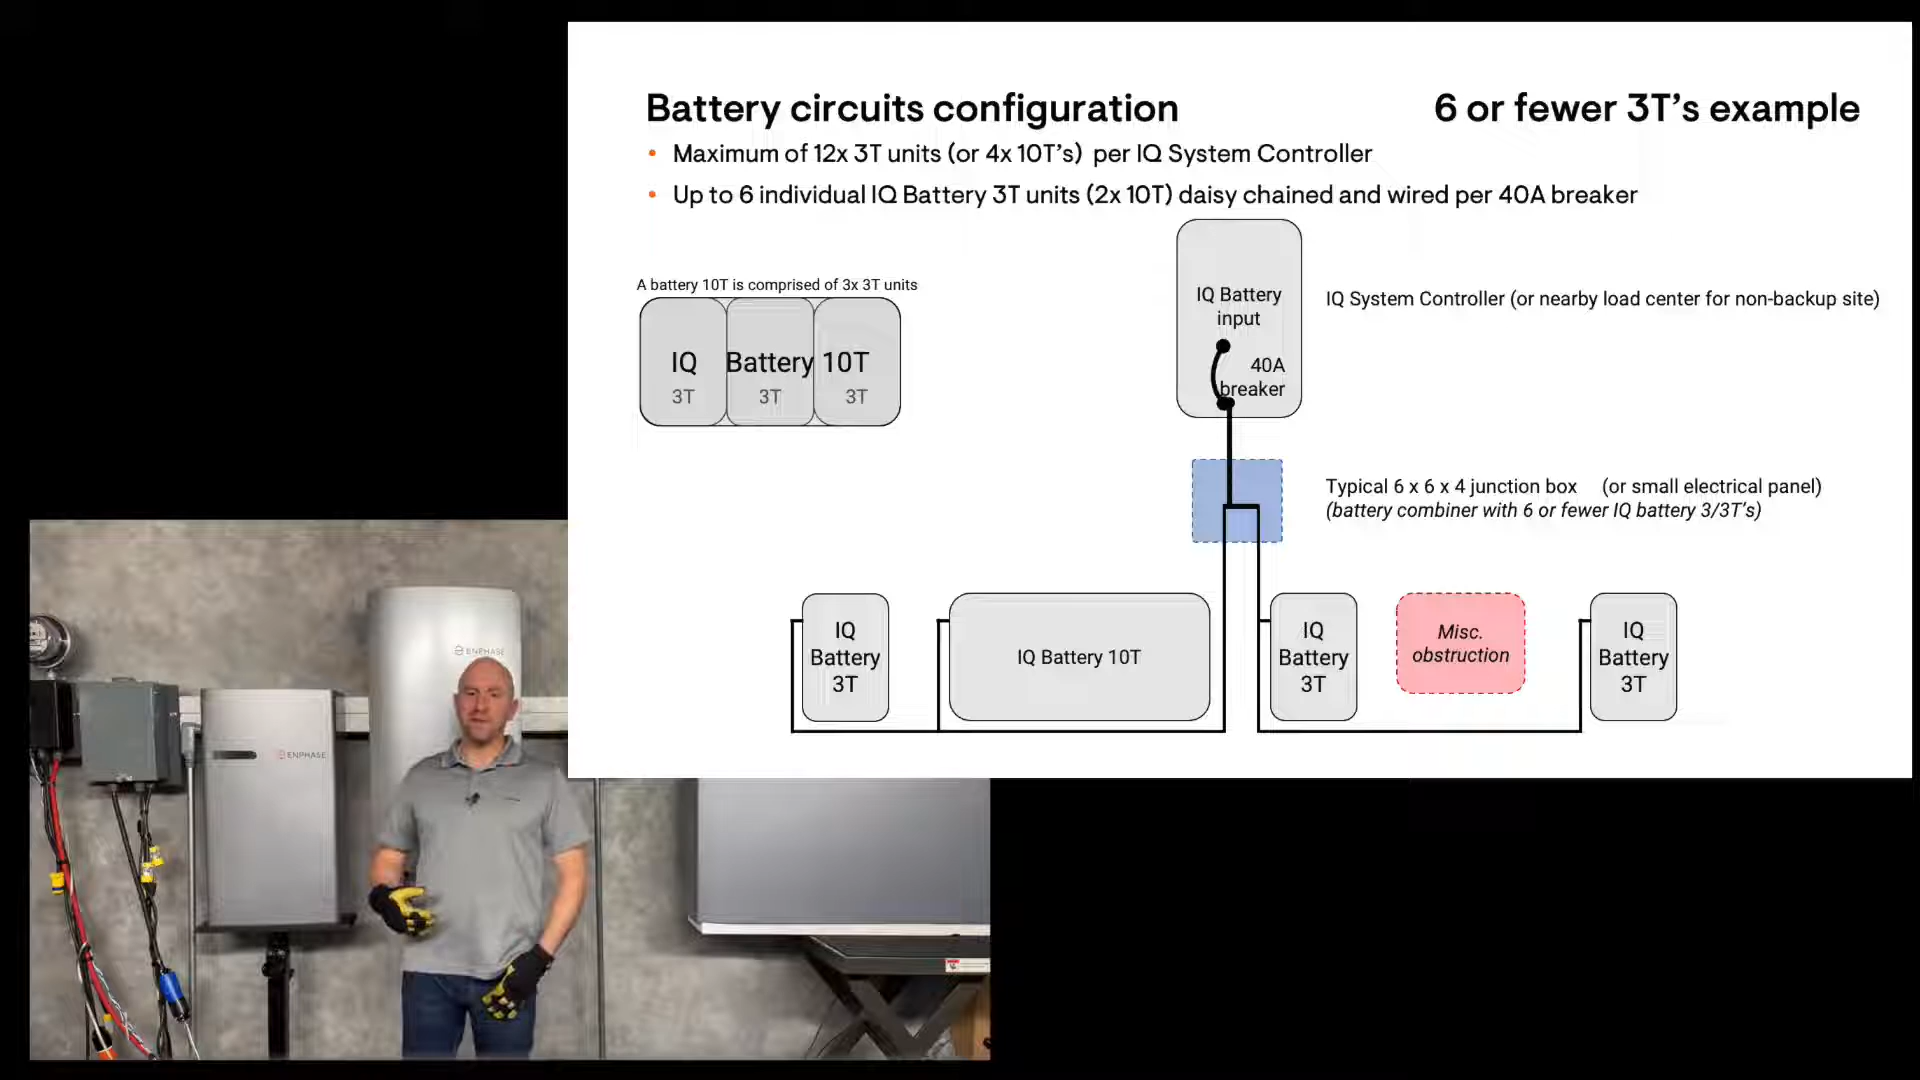 Battery circuits configuration
6 or fewer 3T's example
• Maximum of 12x 3T units (or 4x 10T's) per IQ System Controller
• Up to 6 individual IQ Battery 3T units (2x 10T) daisy chained and wired per 40A breaker
A battery 10T is comprised of 3x 3T units
IQ Battery 10T
3T 3T 3T
IQ Battery
input
40A
breaker
IQ System Controller (or nearby load center for non-backup site)
Typical 6 x 6 x 4 junction box (or small electrical panel)
(battery combiner with 6 or fewer IQ battery 3/3T's)
IQ
Battery
3T
IQ Battery 10T
IQ
Battery
3T
Misc.
obstruction
IQ
Battery
3T
ENPHASE
ENPHASE